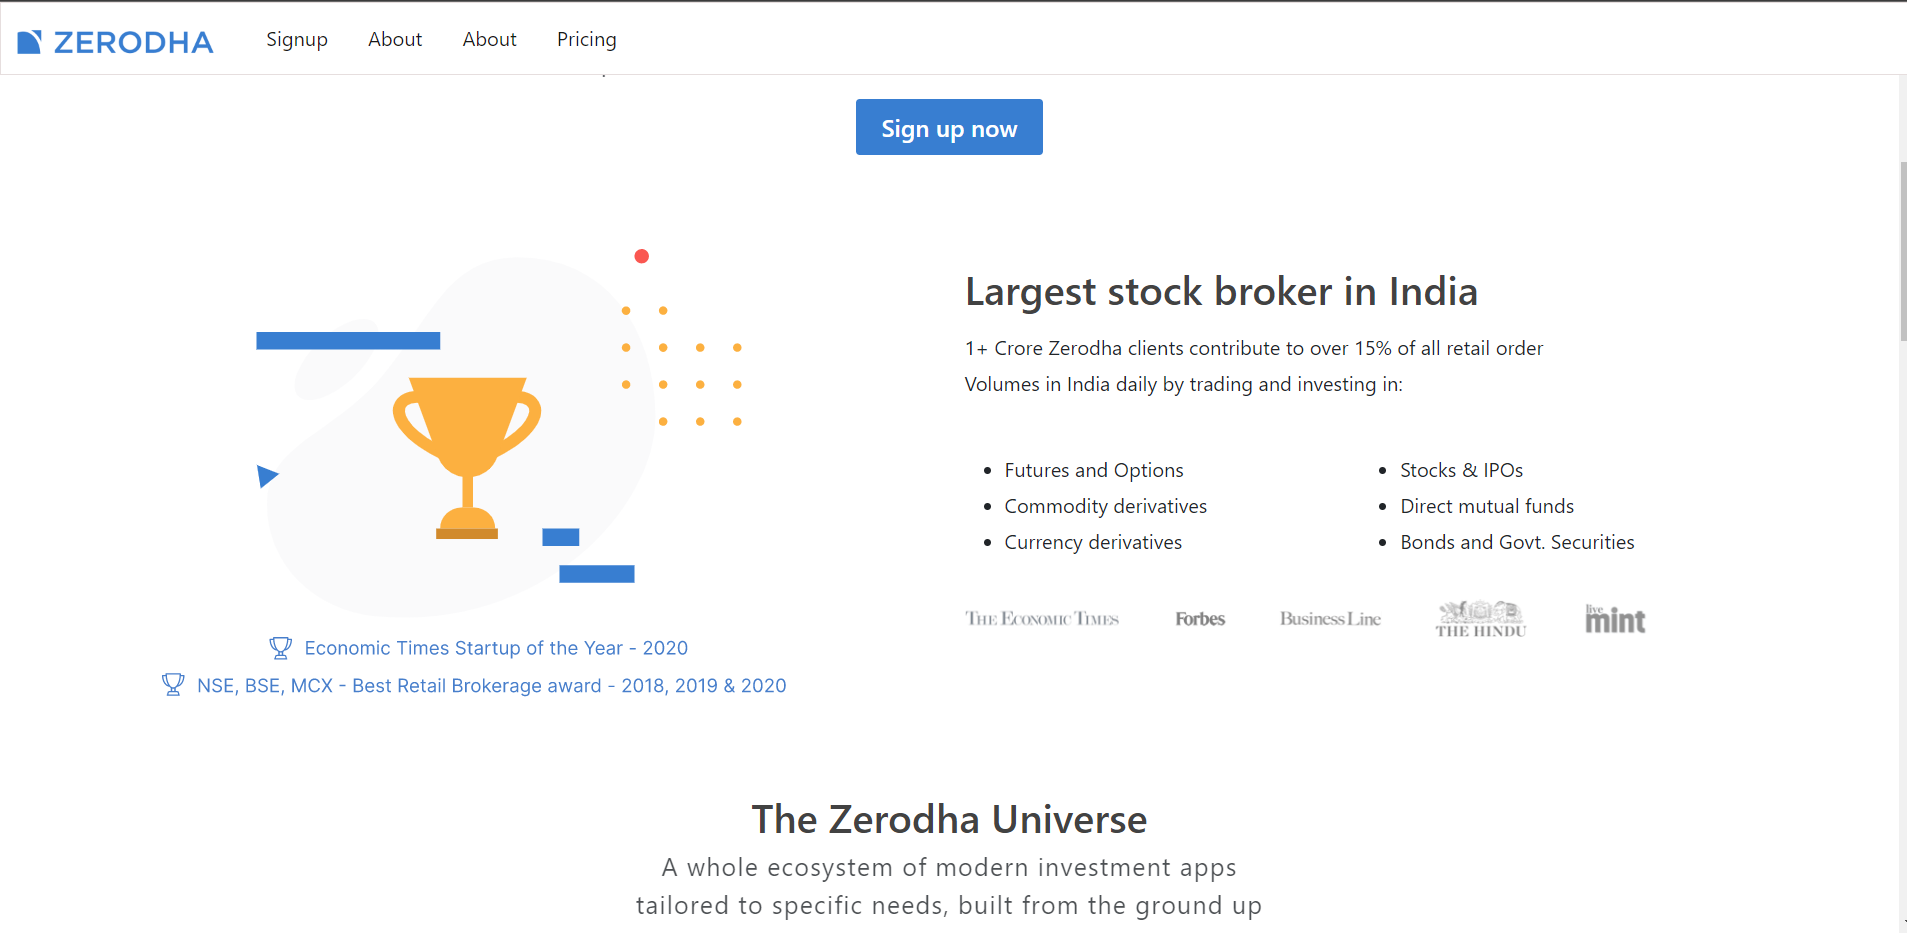 ZERODHA Signup About About Pricing
Sign up now
Largest stock broker in India
1+ Crore Zerodha clients contribute to over 15% of all retail order
Volumes in India daily by trading and investing in:
Futures and Options
Commodity derivatives
Currency derivatives
Stocks & IPOs
Direct mutual funds
Bonds and Govt. Securities
THE ECONOMIC TIMES Forbes BusinessLine THE HINDU live mint
Economic Times Startup of the Year - 2020
NSE, BSE, MCX - Best Retail Brokerage award - 2018, 2019 & 2020
The Zerodha Universe
A whole ecosystem of modern investment apps
tailored to specific needs, built from the ground up